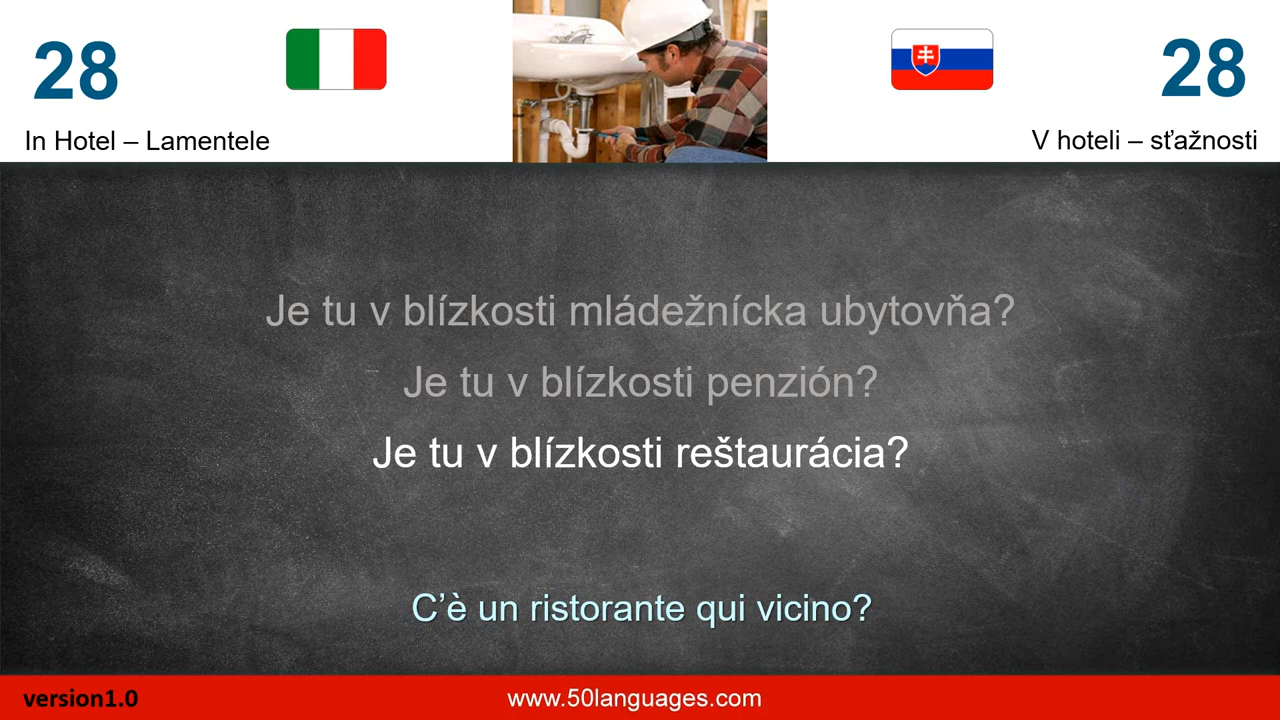 28
28
In Hotel – Lamentele
V hoteli – sťažnosti
Je tu v blízkosti mládežnícka ubytovňa?
Je tu v blízkosti penzión?
Je tu v blízkosti reštaurácia?
C’è un ristorante qui vicino?
version1.0
www.50languages.com